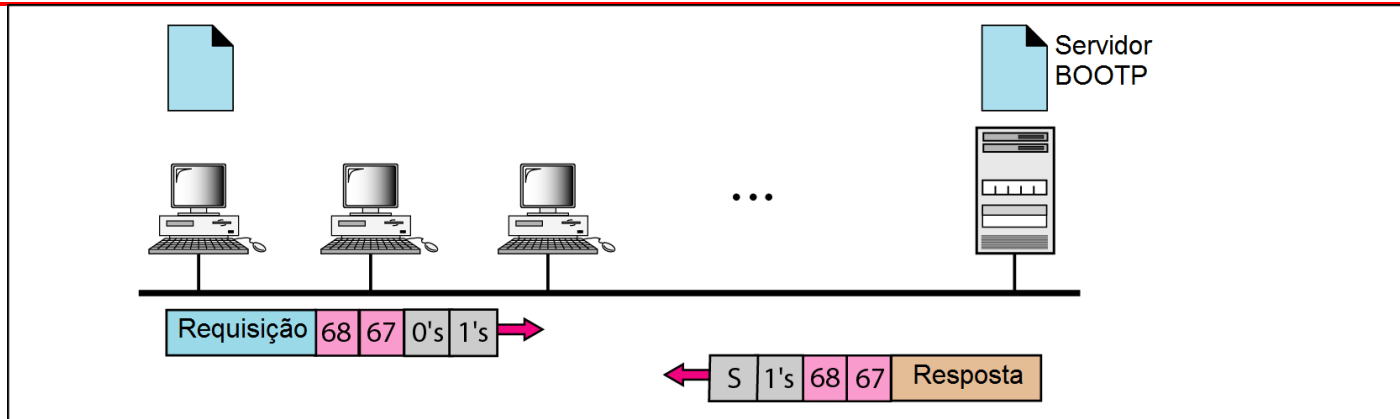 Servidor
BOOTP
...
Requisição 68 67 0's 1's
S 1's 68 67 Resposta